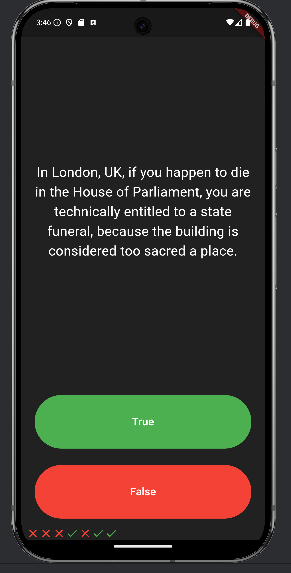 3:46
DEBUG
In London, UK, if you happen to die
in the House of Parliament, you are
technically entitled to a state
funeral, because the building is
considered too sacred a place.
True
False